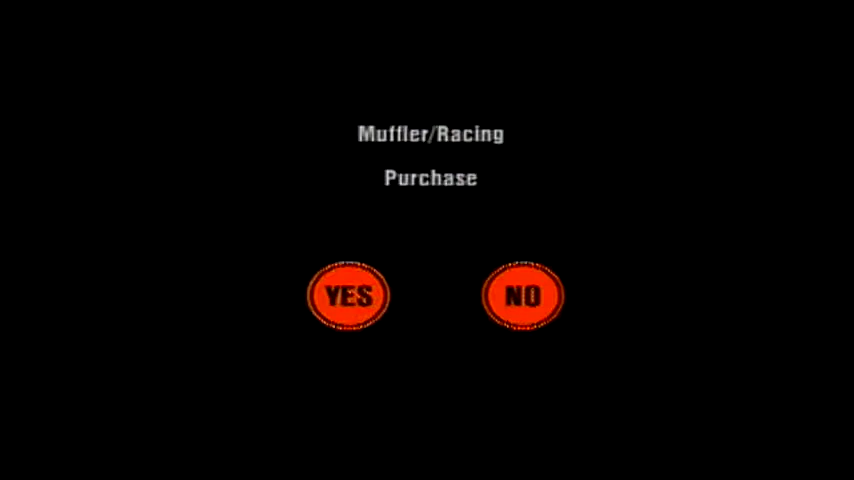 Muffler/Racing
Purchase
YES NO